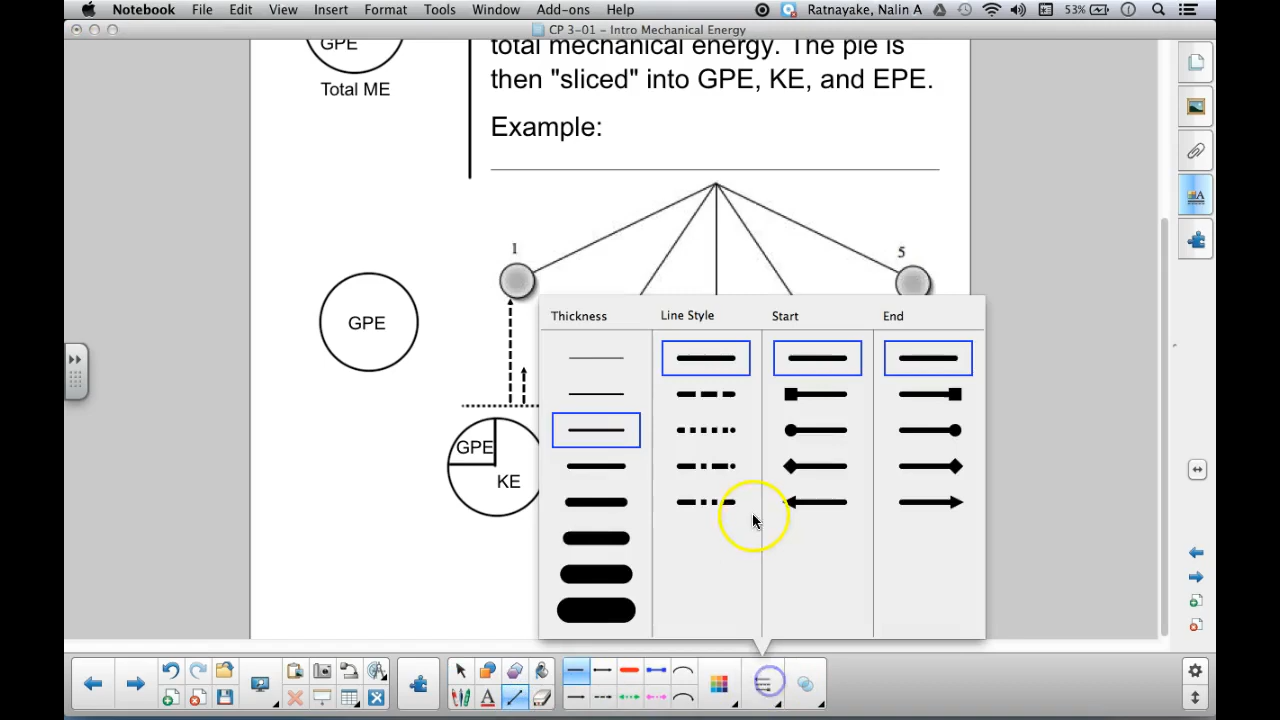 Notebook File Edit View Insert Format Tools Window Add-ons Help Ratnayake, Nalin A 53%
CP 3-01 – Intro Mechanical Energy
GPE
total mechanical energy. The pie is
Total ME
then "sliced" into GPE, KE, and EPE.
Example:
1
5
GPE
Thickness Line Style Start End
GPE
KE